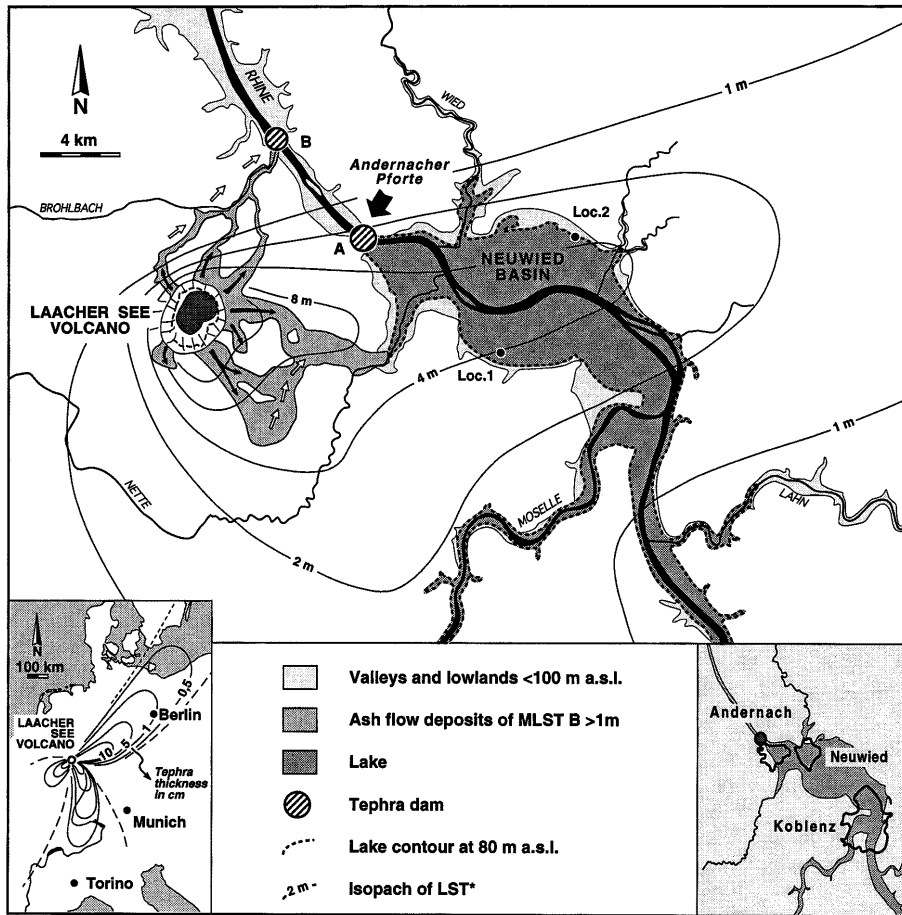 1 m
WIED
RHINE
N
B
4 km
Andernacher
Pforte
BROHLBACH
A
Loc.2
NEUWIED
BASIN
LAACHER SEE
VOLCANO
8 m
4 m
Loc.1
1 m
NETTE
MOSELLE
LAHN
2 m
N
100 km
LAACHER
SEE
VOLCANO
0,5
Berlin
1
5
10
Tephra
thickness
in cm
Munich
Torino
Valleys and lowlands <100 m a.s.l.
Ash flow deposits of MLST B >1m
Lake
Tephra dam
Lake contour at 80 m a.s.l.
2 m
Isopach of LST*
Andernach
Neuwied
Koblenz